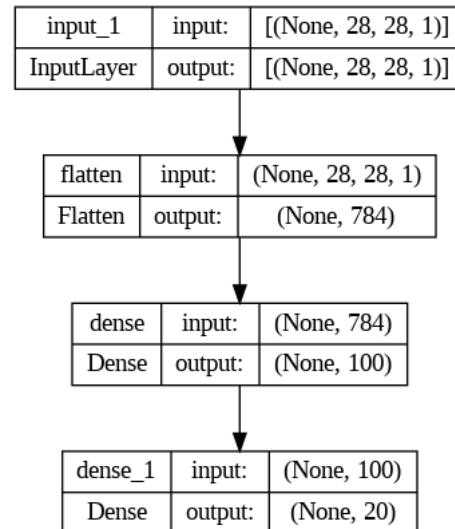 input_1 input: [(None, 28, 28, 1)]
InputLayer output: [(None, 28, 28, 1)]
flatten input: (None, 28, 28, 1)
Flatten output: (None, 784)
dense input: (None, 784)
Dense output: (None, 100)
dense_1 input: (None, 100)
Dense output: (None, 20)